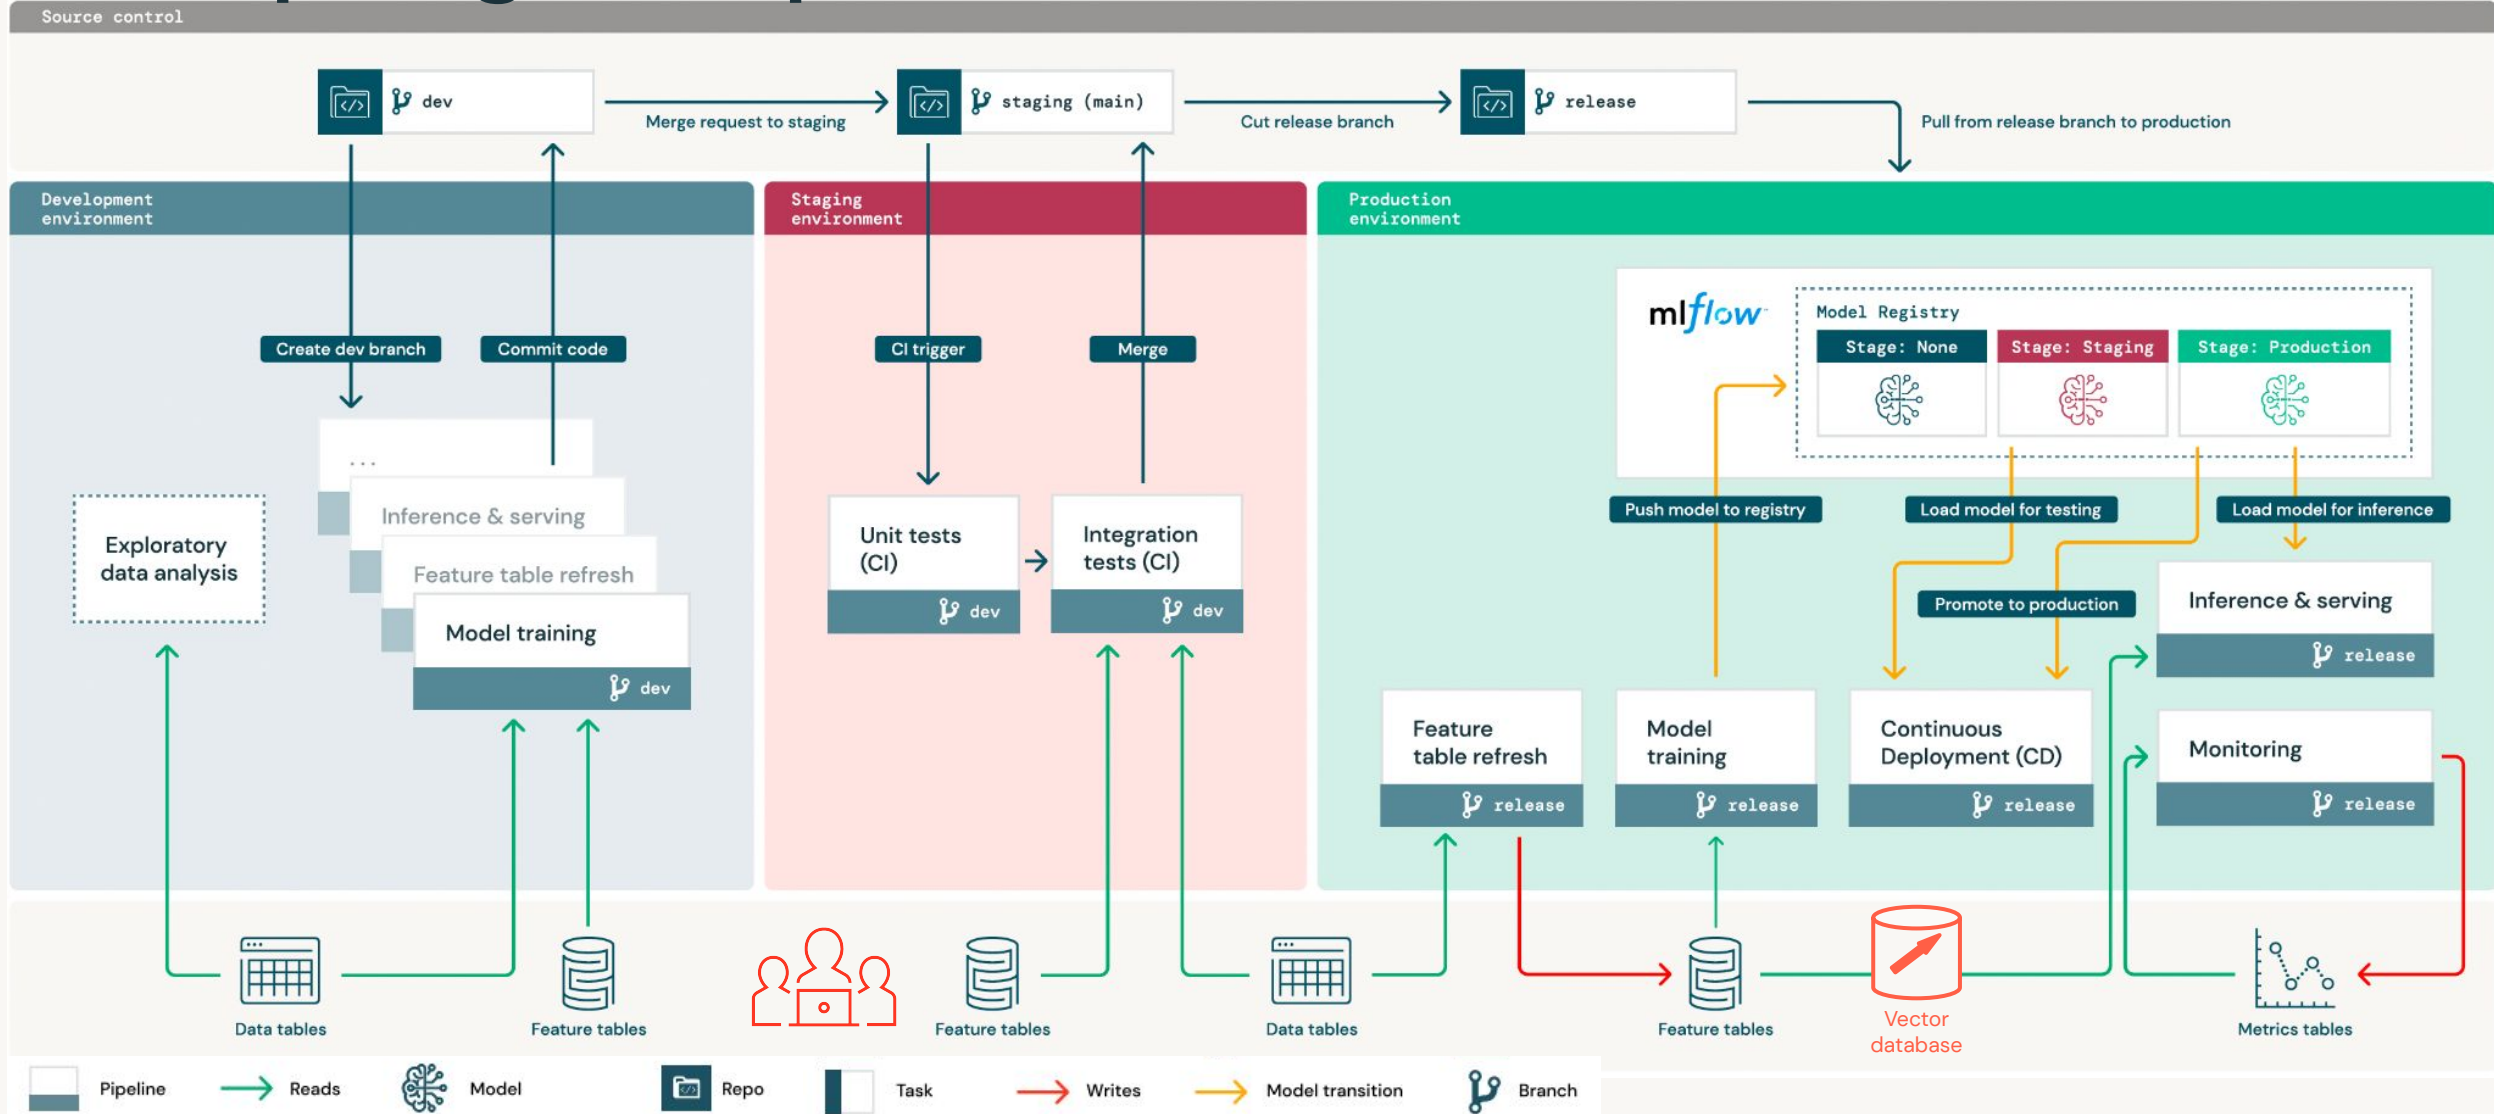 Source control
dev
Merge request to staging
staging (main)
Cut release branch
release
Pull from release branch to production
Development
environment
Staging
environment
Production
environment
Create dev branch
Commit code
CI trigger
Merge
mlflow
Model Registry
Stage: None
Stage: Staging
Stage: Production
...
Inference & serving
Feature table refresh
Model training
dev
Exploratory
data analysis
Unit tests
(CI)
dev
Integration
tests (CI)
dev
Push model to registry
Load model for testing
Load model for inference
Promote to production
Inference & serving
release
Feature
table refresh
release
Model
training
release
Continuous
Deployment (CD)
release
Monitoring
release
Data tables
Feature tables
Feature tables
Data tables
Feature tables
Vector
database
Metrics tables
Pipeline
Reads
Model
Repo
Task
Writes
Model transition
Branch